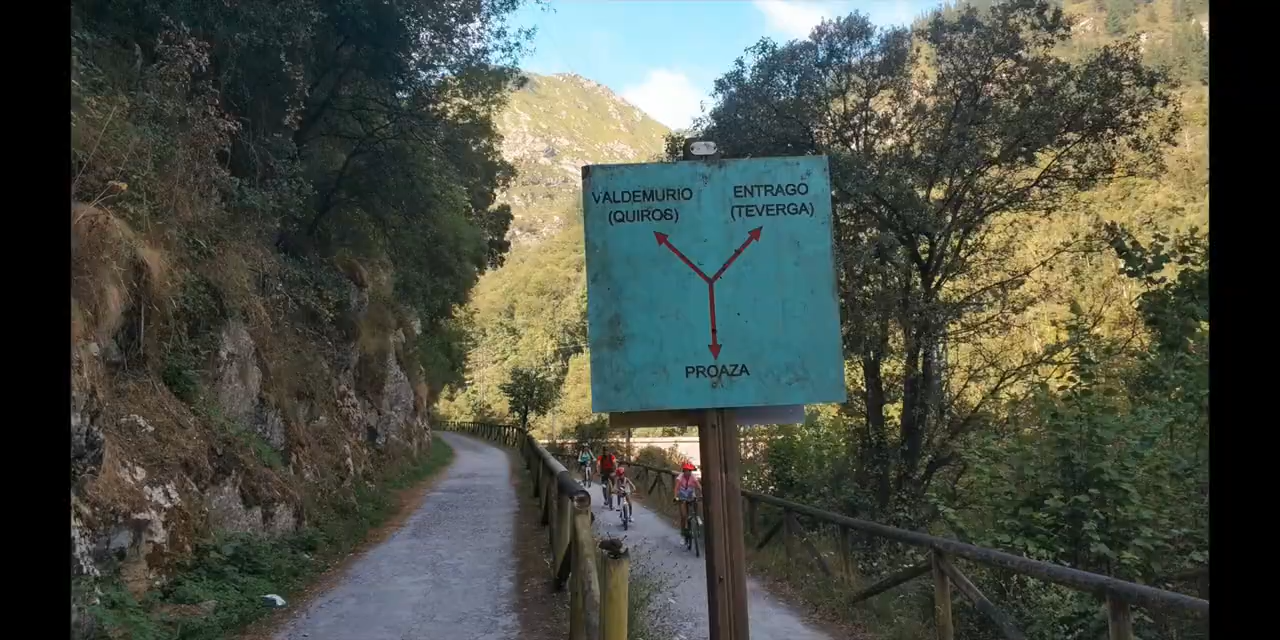 VALDEMURIO
(QUIROS)
ENTRAGO
(TEVERGA)
PROAZA